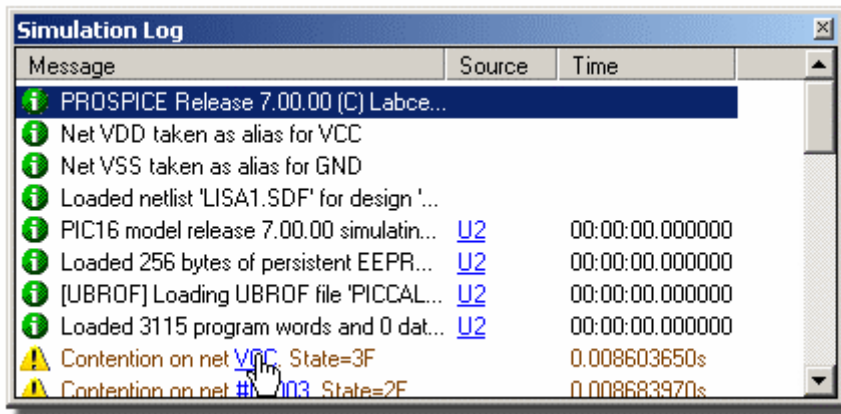 Simulation Log
Message Source Time
PROSPICE Release 7.00.00 (C) Labce...
Net VDD taken as alias for VCC
Net VSS taken as alias for GND
Loaded netlist 'LISA1.SDF' for design '...
PIC16 model release 7.00.00 simulatin... U2 00:00:00.000000
Loaded 256 bytes of persistent EEPR... U2 00:00:00.000000
[UBROF] Loading UBROF file 'PICCAL... U2 00:00:00.000000
Loaded 3115 program words and 0 dat... U2 00:00:00.000000
Contention on net VCC, State=3F 0.008603650s
Contention on net State=2F 0.008683970s